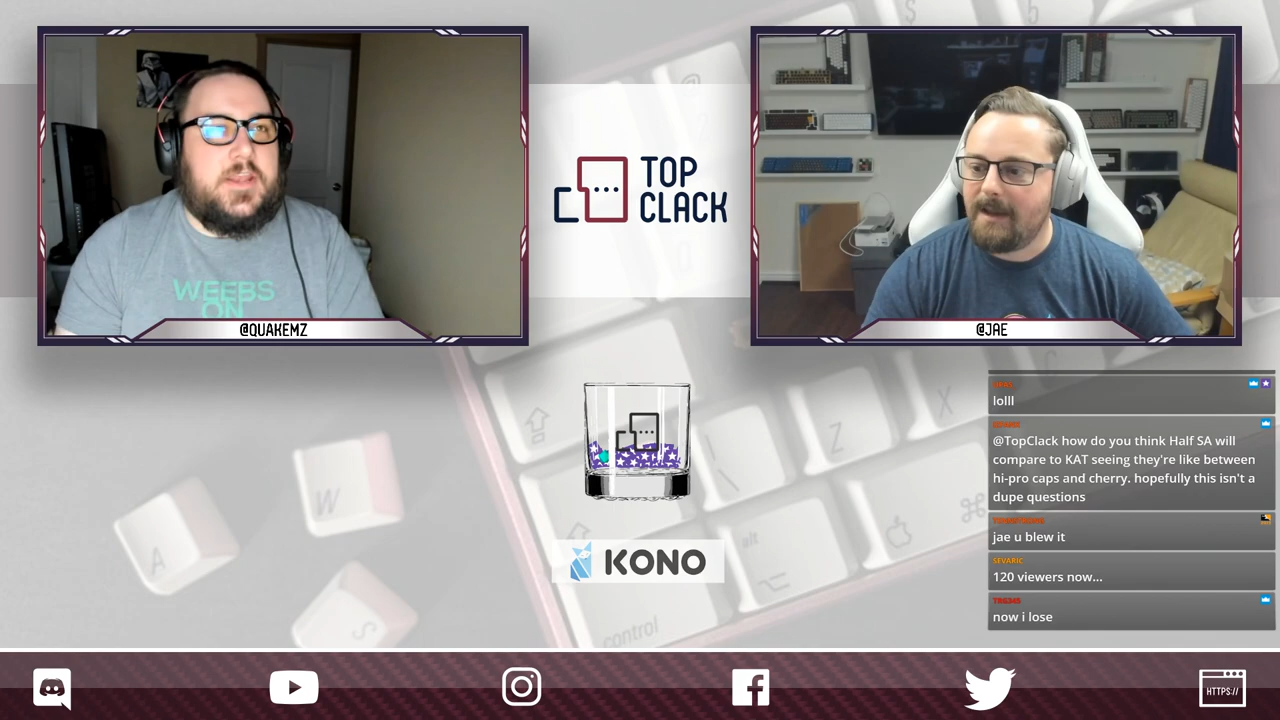 WEEBS
ON
@QUAKEMZ
TOP
CLACK
@JAE
KONO
lolll
@TopClack how do you think Half SA will
compare to KAT seeing they're like between
hi-pro caps and cherry. hopefully this isn't a
dupe questions
jae u blew it
SEVARIC
120 viewers now...
now i lose
W
A
S
Z
X
C
alt
control
HTTPS://